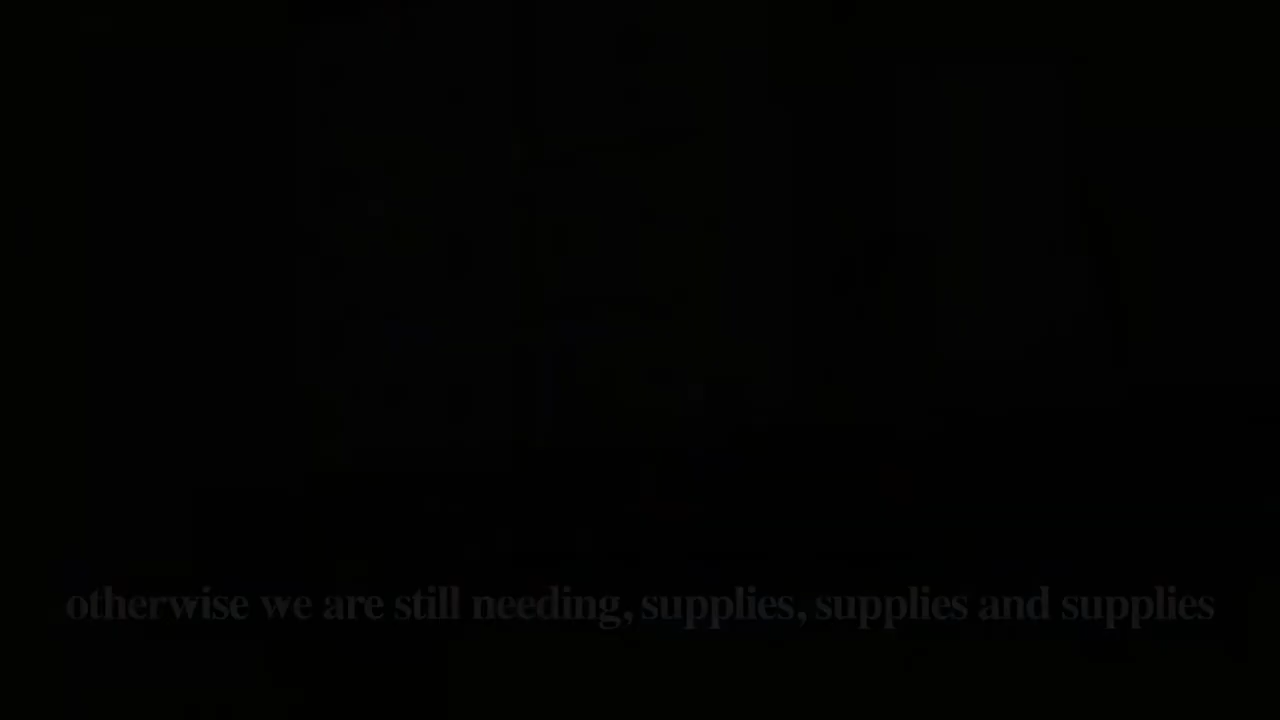 otherwise we are still needing, supplies, supplies and supplies